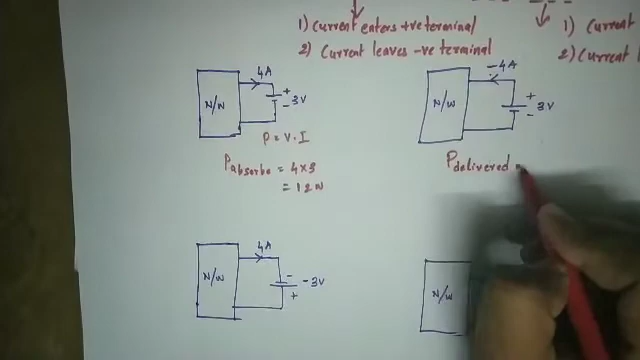 1) Current enters +ve terminal
2) Current leaves -ve terminal
1) Current
2) Current
4A
N/W
+
-
3V
P = V · I
Pabsorbe = 4 x 3
= 12 W
-4A
N/W
+
-
3V
Pdelivered =
4A
N/W
-
+
-3V
N/W